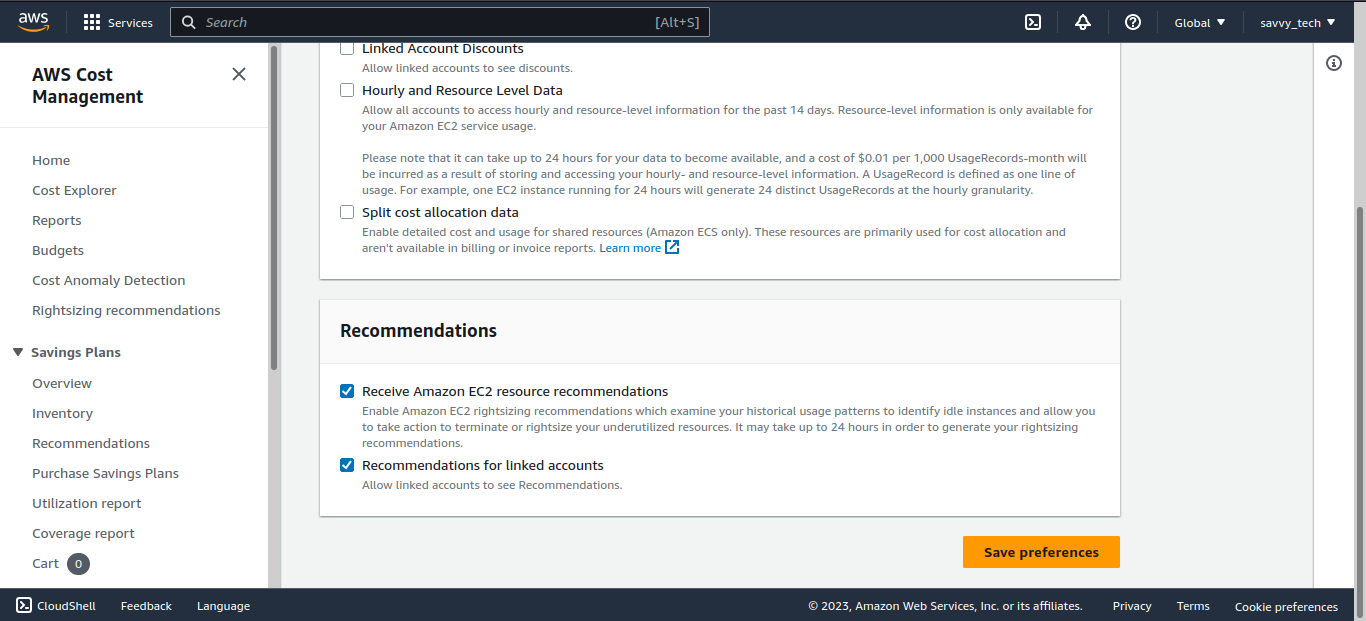 aws
Services
Search
[Alt+S]
Global
savvy_tech
AWS Cost
Management
Home
Cost Explorer
Reports
Budgets
Cost Anomaly Detection
Rightsizing recommendations
Savings Plans
Overview
Inventory
Recommendations
Purchase Savings Plans
Utilization report
Coverage report
Cart 0
Linked Account Discounts
Allow linked accounts to see discounts.
Hourly and Resource Level Data
Allow all accounts to access hourly and resource-level information for the past 14 days. Resource-level information is only available for
your Amazon EC2 service usage.
Please note that it can take up to 24 hours for your data to become available, and a cost of $0.01 per 1,000 UsageRecords-month will
be incurred as a result of storing and accessing your hourly- and resource-level information. A UsageRecord is defined as one line of
usage. For example, one EC2 instance running for 24 hours will generate 24 distinct UsageRecords at the hourly granularity.
Split cost allocation data
Enable detailed cost and usage for shared resources (Amazon ECS only). These resources are primarily used for cost allocation and
aren't available in billing or invoice reports. Learn more
Recommendations
Receive Amazon EC2 resource recommendations
Enable Amazon EC2 rightsizing recommendations which examine your historical usage patterns to identify idle instances and allow you
to take action to terminate or rightsize your underutilized resources. It may take up to 24 hours in order to generate your rightsizing
recommendations.
Recommendations for linked accounts
Allow linked accounts to see Recommendations.
Save preferences
CloudShell
Feedback
Language
© 2023, Amazon Web Services, Inc. or its affiliates.
Privacy
Terms
Cookie preferences